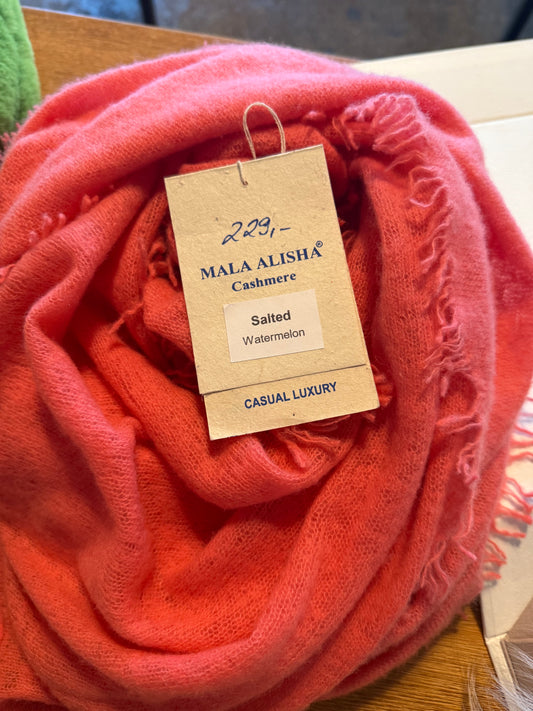 229,-
MALA ALISHA®
Cashmere
Salted
Watermelon
CASUAL LUXURY